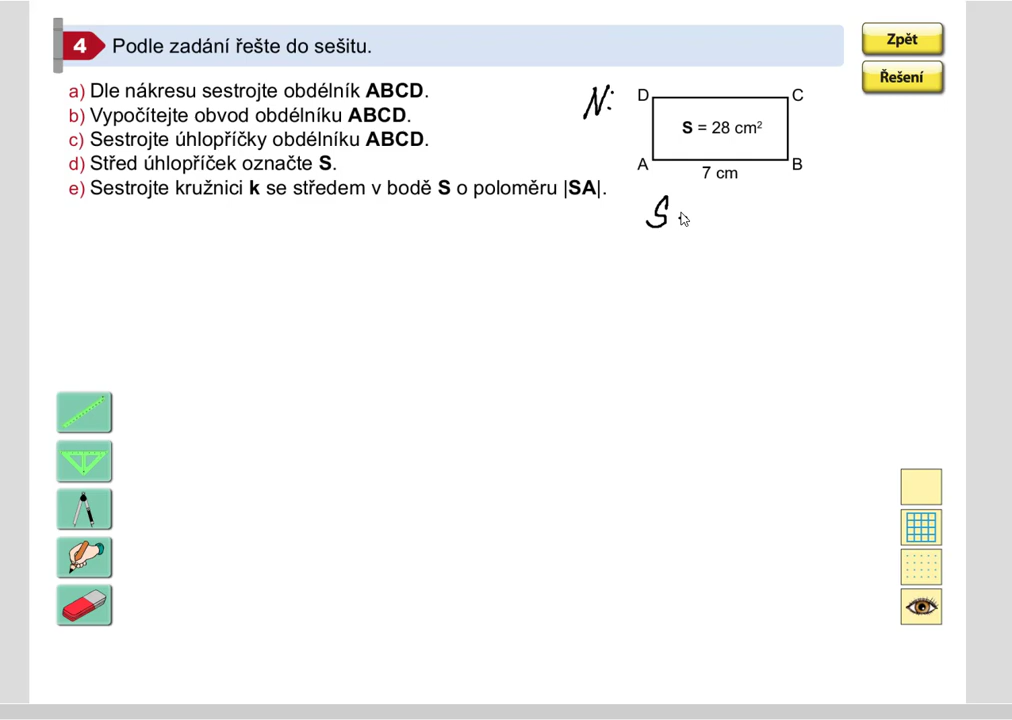 4 Podle zadání řešte do sešitu.
Zpět
Řešení
a) Dle nákresu sestrojte obdélník ABCD.
b) Vypočítejte obvod obdélníku ABCD.
c) Sestrojte úhlopříčky obdélníku ABCD.
d) Střed úhlopříček označte S.
e) Sestrojte kružnici k se středem v bodě S o poloměru |SA|.
N:
D C
S = 28 cm²
A B
7 cm
S